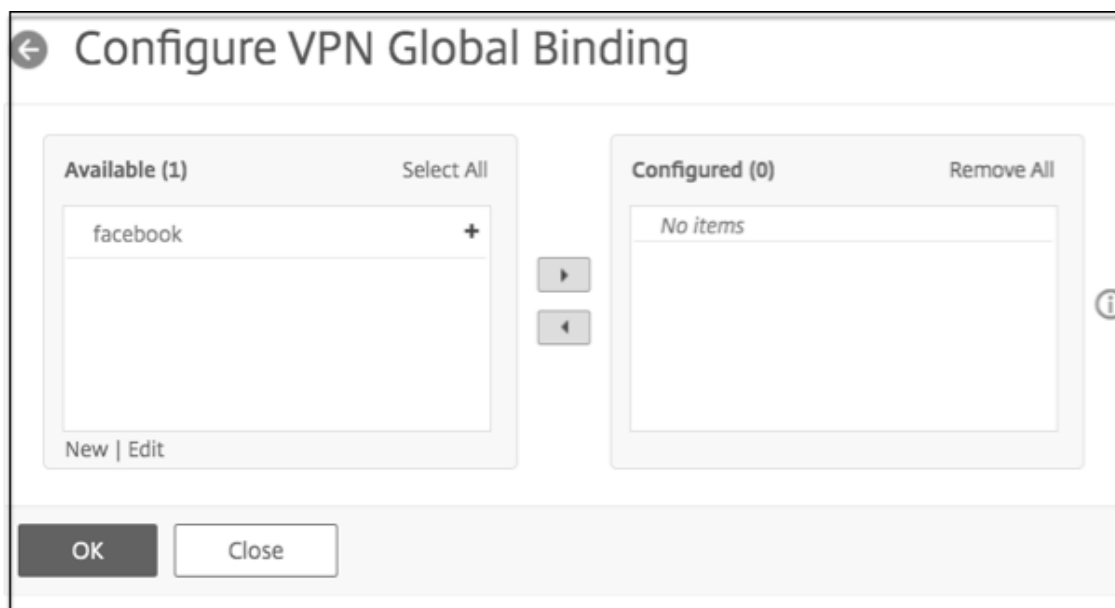 Configure VPN Global Binding
Available (1) Select All
facebook +
New | Edit
Configured (0) Remove All
No items
OK Close